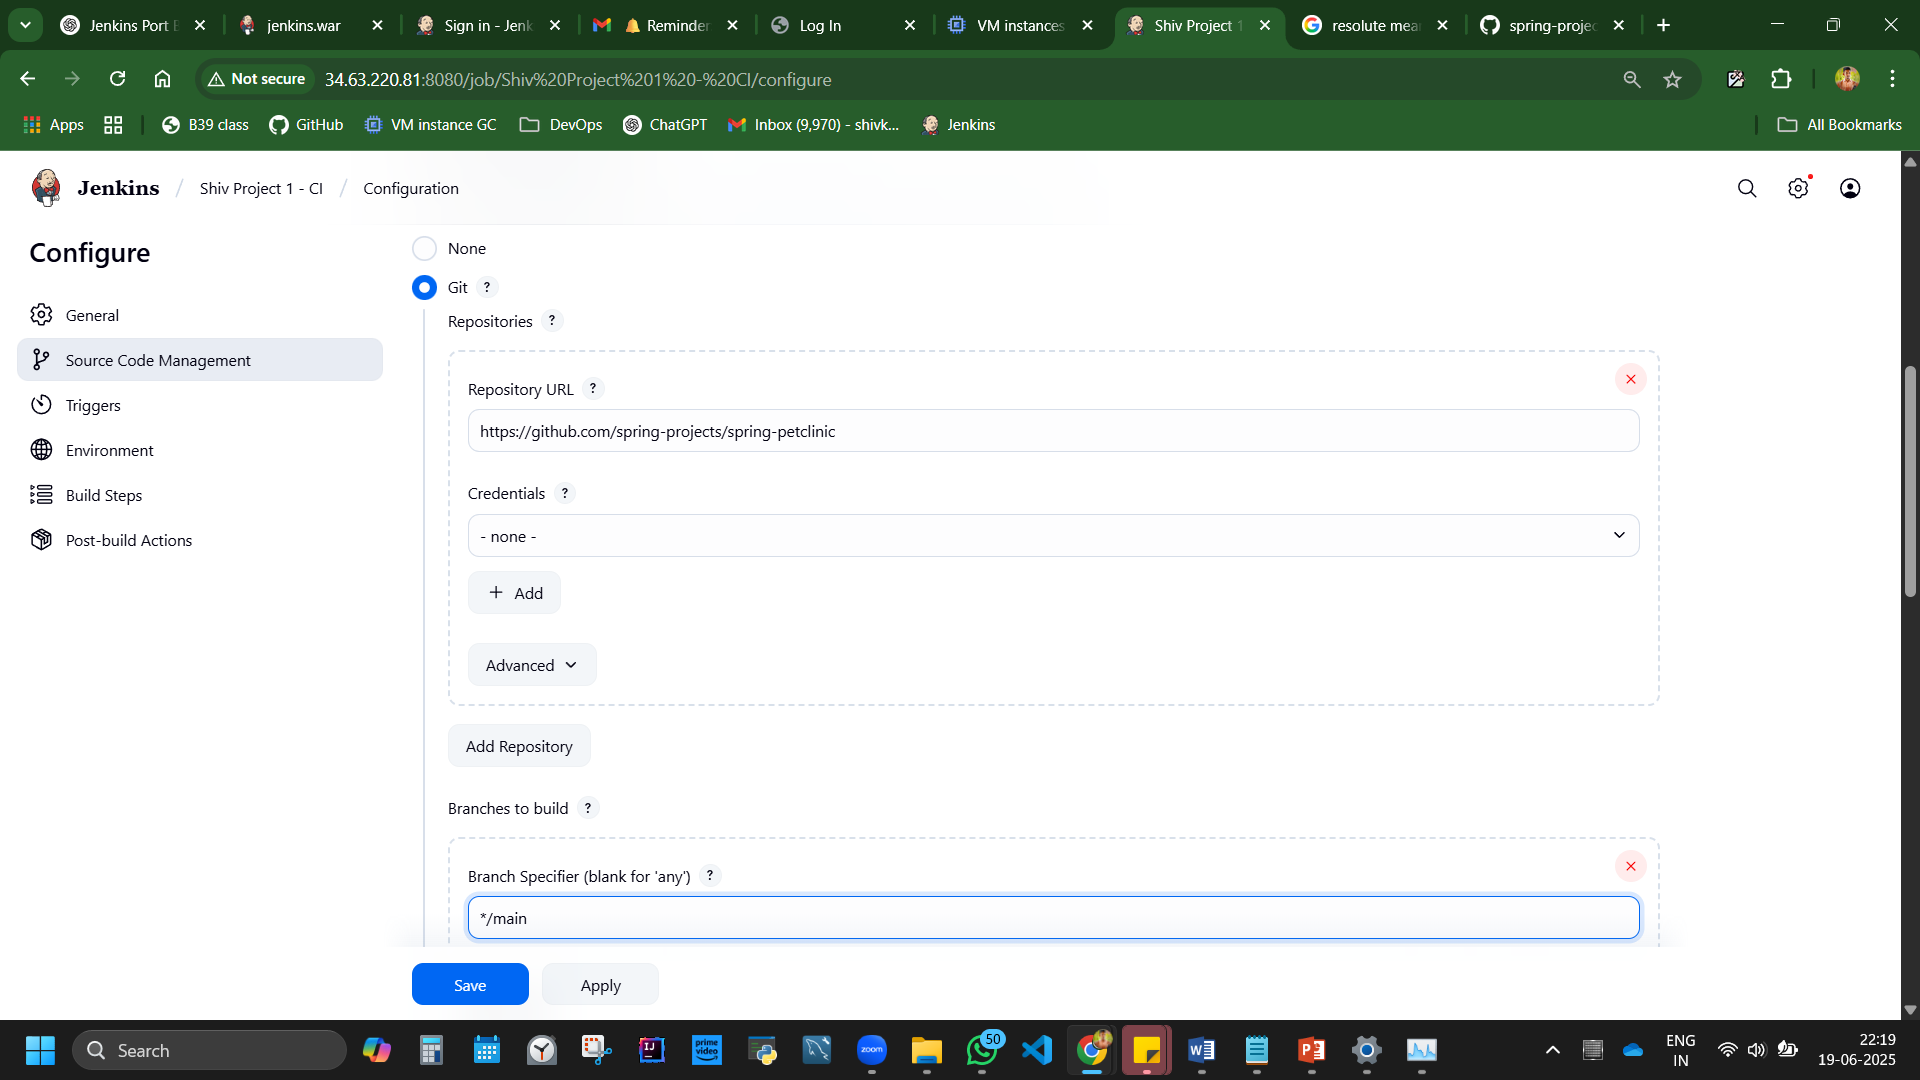 Jenkins Port E
jenkins.war
Sign in - Jenk
Reminder
Log In
VM instances
Shiv Project 1
resolute mea
spring-projec
Not secure
34.63.220.81:8080/job/Shiv%20Project%201%20-%20CI/configure
Apps
B39 class
GitHub
VM instance GC
DevOps
ChatGPT
Inbox (9,970) - shivk...
Jenkins
All Bookmarks
Jenkins / Shiv Project 1 - CI / Configuration
Configure
General
Source Code Management
Triggers
Environment
Build Steps
Post-build Actions
None
Git ?
Repositories ?
Repository URL ?
https://github.com/spring-projects/spring-petclinic
Credentials ?
- none -
+ Add
Advanced
Add Repository
Branches to build ?
Branch Specifier (blank for 'any') ?
*/main
Save
Apply
Search
IJ
prime video
zoom
50
ENG
IN
22:19
19-06-2025